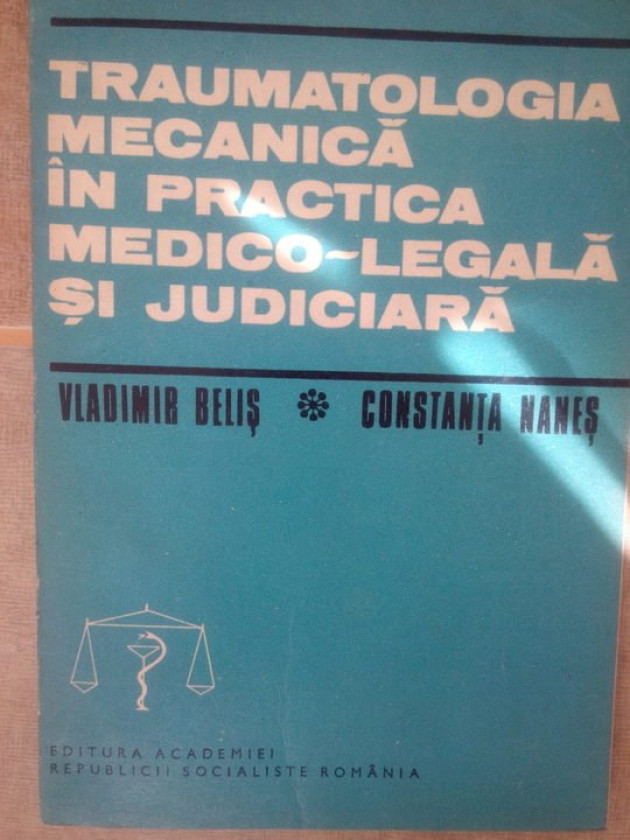 TRAUMATOLOGIA
MECANICĂ
ÎN PRACTICA
MEDICO-LEGALĂ
ȘI JUDICIARĂ
VLADIMIR BELIȘ * CONSTANȚA NANEȘ
EDITURA ACADEMIEI
REPUBLICII SOCIALISTE ROMÂNIA